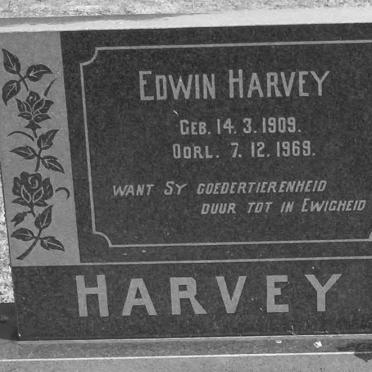 EDWIN HARVEY
GEB. 14. 3. 1909.
OORL. 7. 12. 1969.
WANT SY GOEDERTIERENHEID
DUUR TOT IN EWIGHEID
HARVEY